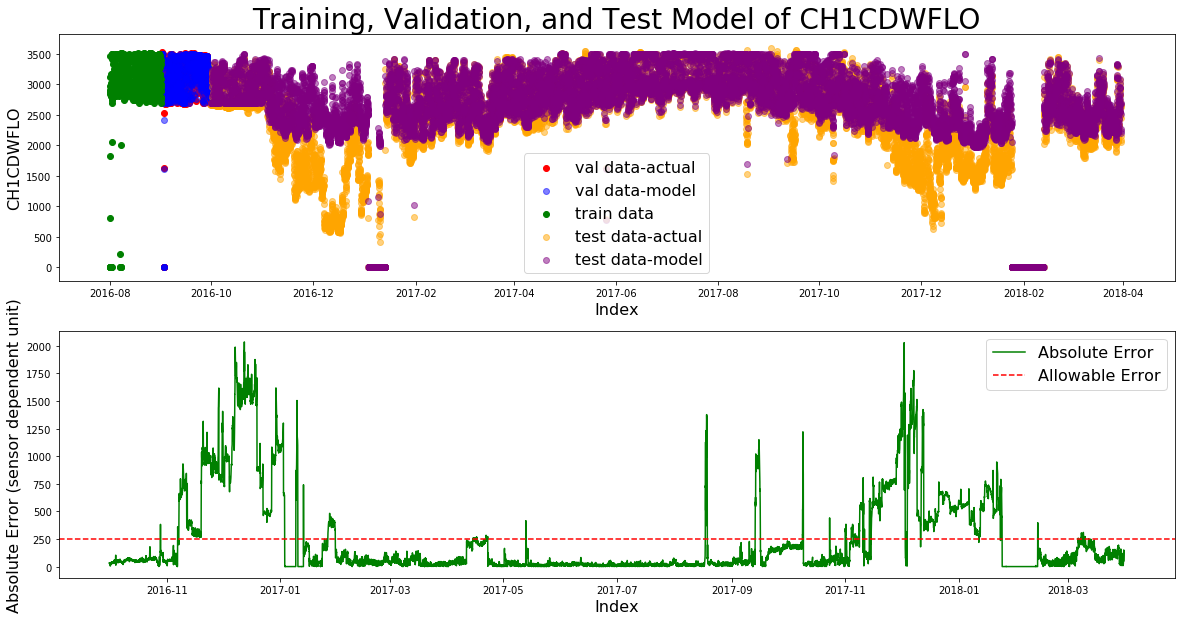 Training, Validation, and Test Model of CH1CDWFLO
CH1CDWFLO
3500
3000
2500
2000
1500
1000
500
0
val data-actual
val data-model
train data
test data-actual
test data-model
2016-08 2016-10 2016-12 2017-02 2017-04 2017-06 2017-08 2017-10 2017-12 2018-02 2018-04
Index
Absolute Error (sensor dependent unit)
2000
1750
1500
1250
1000
750
500
250
0
Absolute Error
Allowable Error
2016-11 2017-01 2017-03 2017-05 2017-07 2017-09 2017-11 2018-01 2018-03
Index